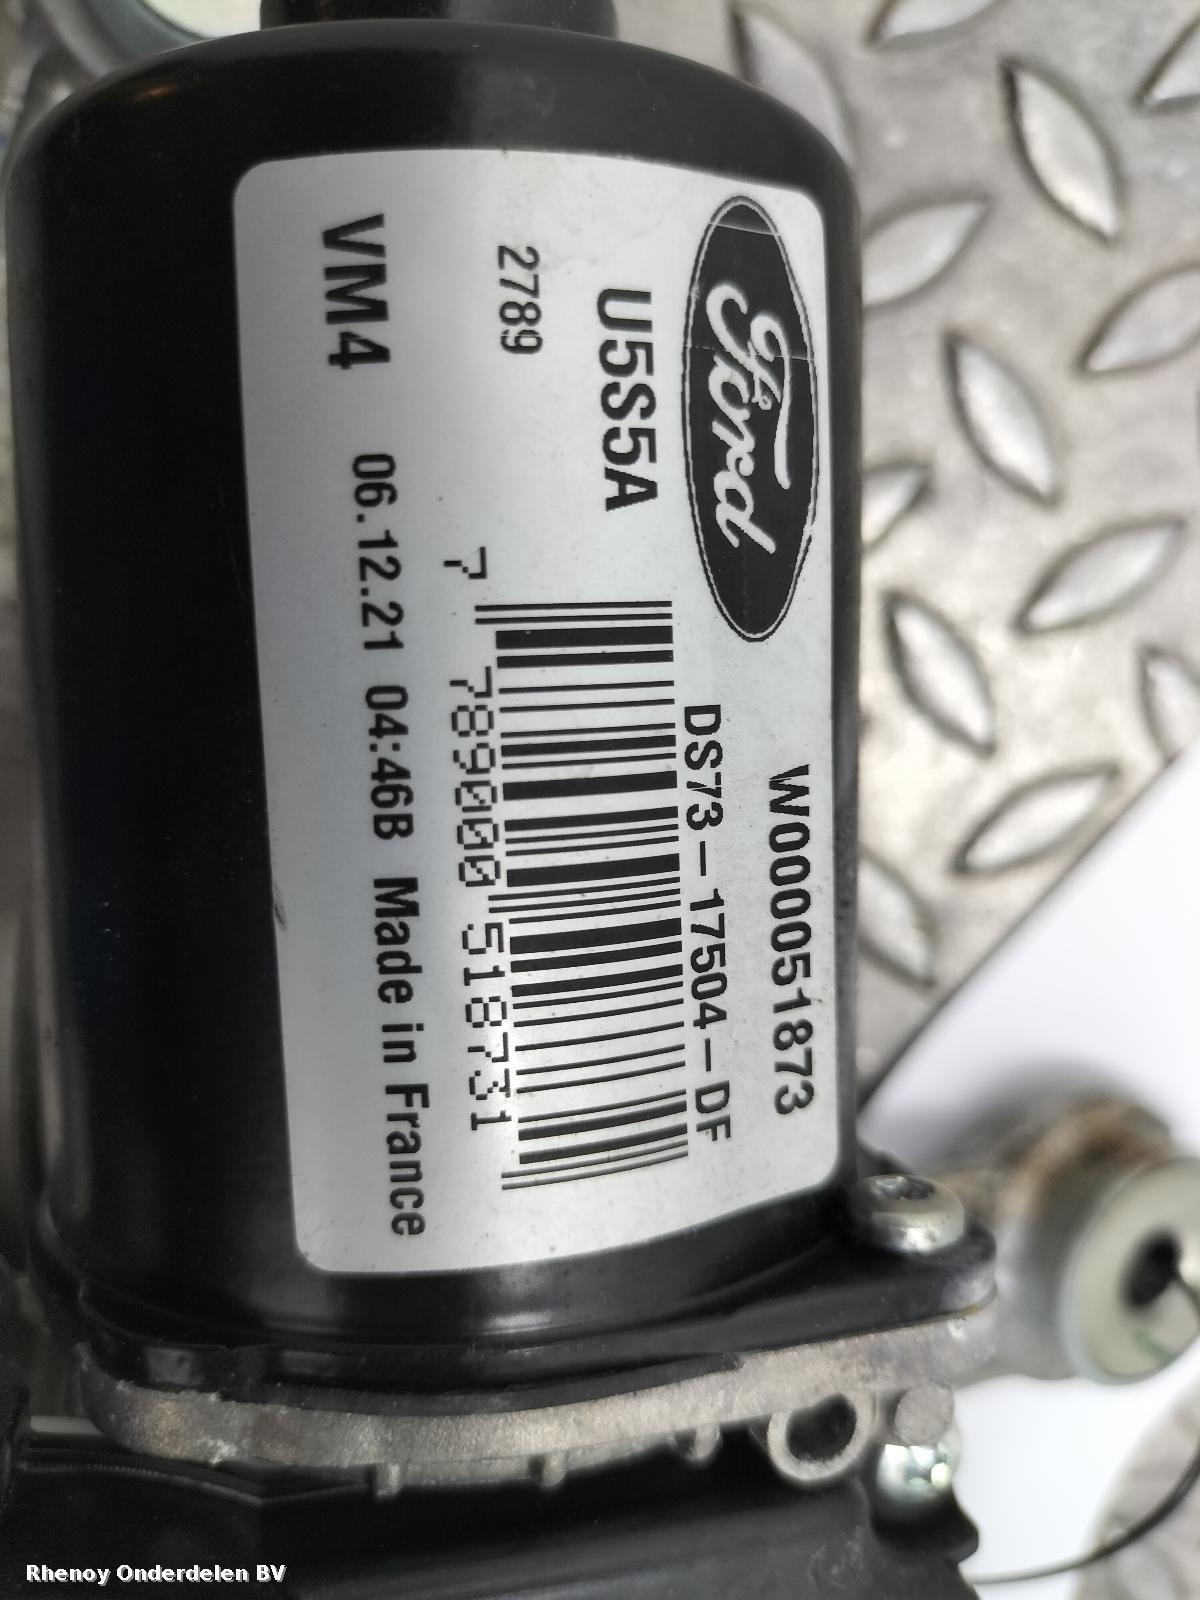 Ford
W000051873
DS73-17504-DF
U5S5A
2789
7 789000 518731
VM4 06.12.21 04:46B Made in France
Rhenoy Onderdelen BV